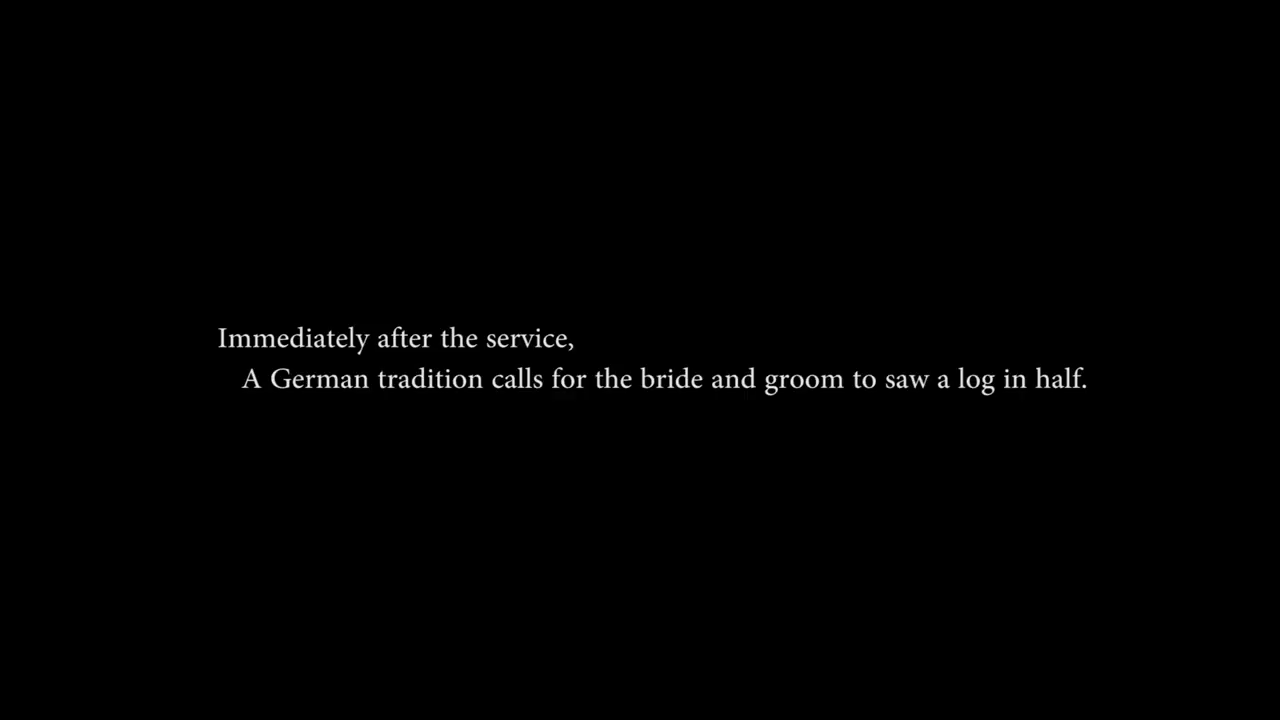 Immediately after the service,
A German tradition calls for the bride and groom to saw a log in half.